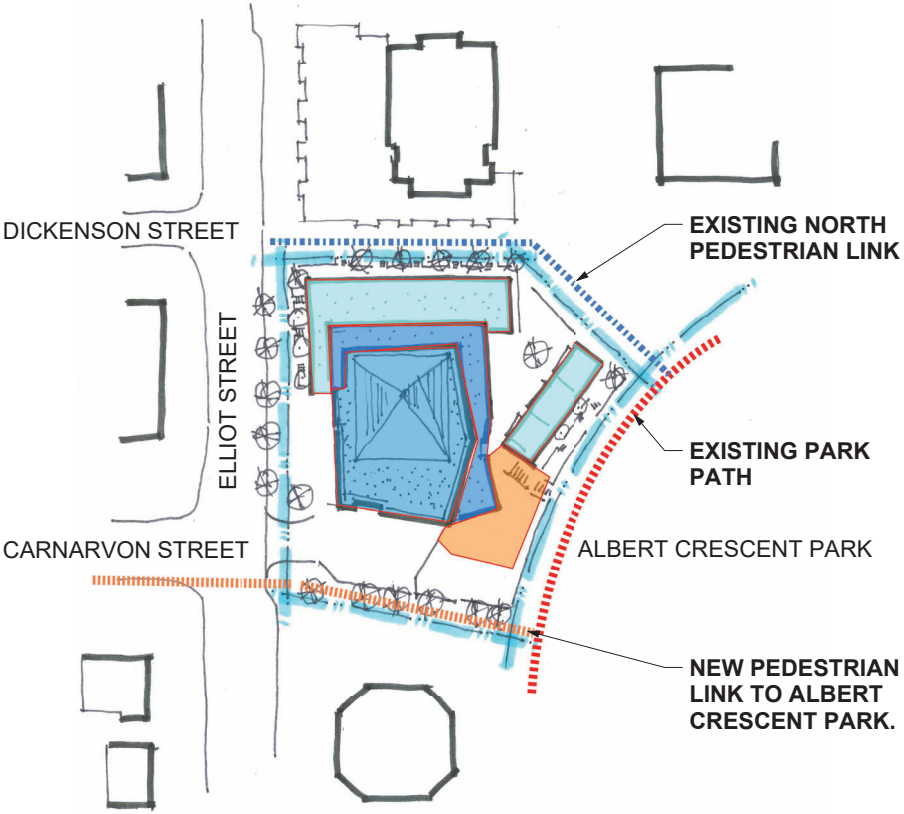 DICKENSON STREET
EXISTING NORTH
PEDESTRIAN LINK
ELLIOT STREET
EXISTING PARK
PATH
CARNARVON STREET
ALBERT CRESCENT PARK
NEW PEDESTRIAN
LINK TO ALBERT
CRESCENT PARK.